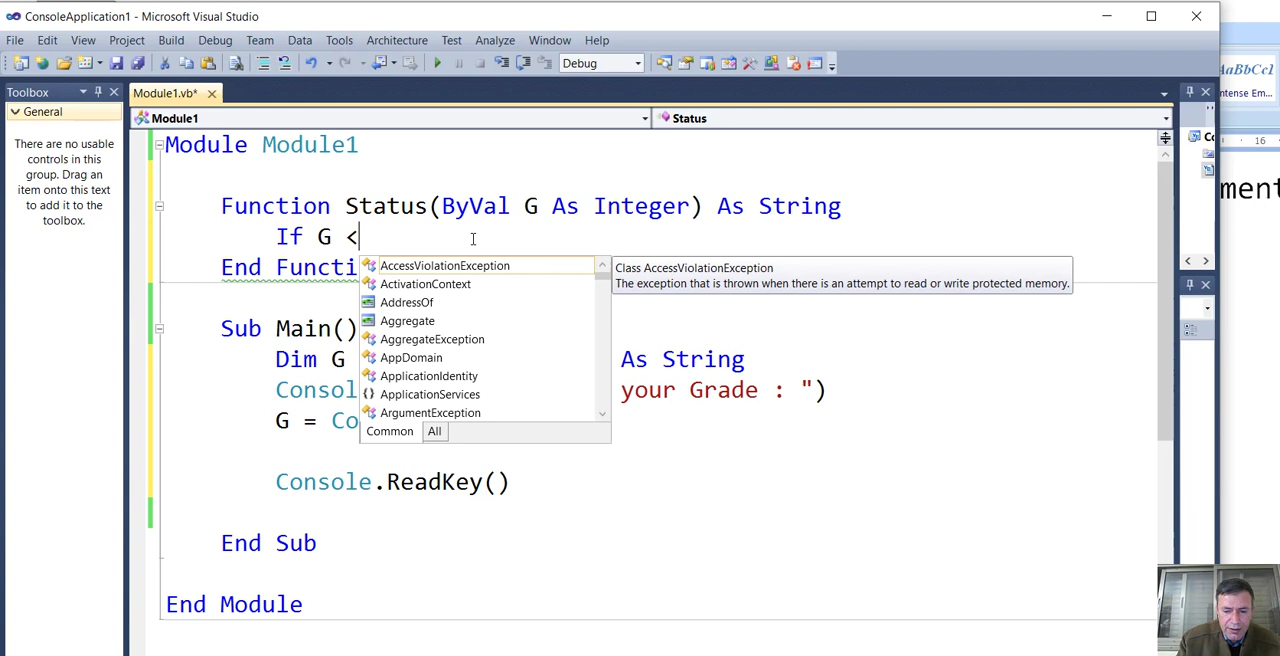 ConsoleApplication1 - Microsoft Visual Studio
File Edit View Project Build Debug Team Data Tools Architecture Test Analyze Window Help
Debug
Toolbox
Module1.vb*
General
Module1
Status
There are no usable
controls in this
group. Drag an
item onto this text
to add it to the
toolbox.
Module Module1
Function Status(ByVal G As Integer) As String
If G <
End Functi
AccessViolationException
ActivationContext
AddressOf
Aggregate
AggregateException
AppDomain
ApplicationIdentity
ApplicationServices
ArgumentException
Common All
Class AccessViolationException
The exception that is thrown when there is an attempt to read or write protected memory.
Sub Main()
Dim G As String
Consol your Grade : ")
G = Co
Console.ReadKey()
End Sub
End Module
AaBbCcI
ntense Em...
16
Co
ment